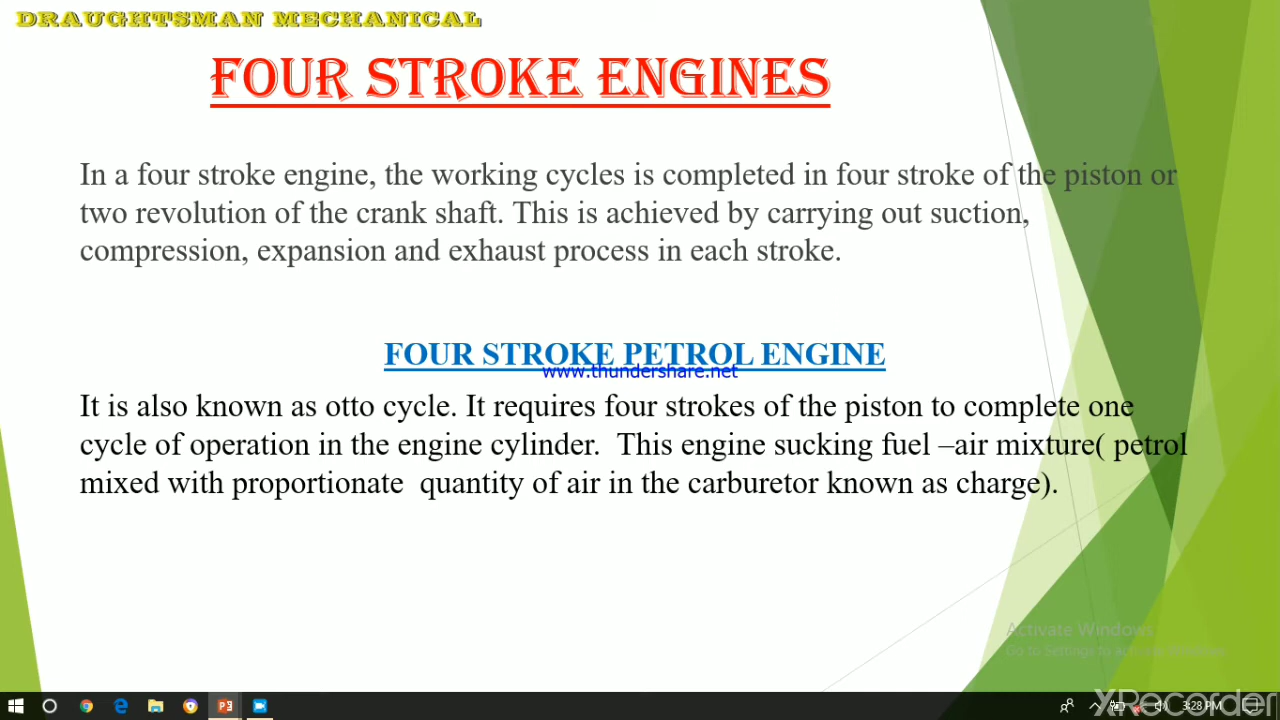 DRAUGHTSMAN MECHANICAL
FOUR STROKE ENGINES
In a four stroke engine, the working cycles is completed in four stroke of the piston or
two revolution of the crank shaft. This is achieved by carrying out suction,
compression, expansion and exhaust process in each stroke.
FOUR STROKE PETROL ENGINE
www.thundershare.net
It is also known as otto cycle. It requires four strokes of the piston to complete one
cycle of operation in the engine cylinder.  This engine sucking fuel –air mixture( petrol
mixed with proportionate  quantity of air in the carburetor known as charge).
Activate Windows
Go to Settings to activate Windows.
XRecorder
3:28 PM